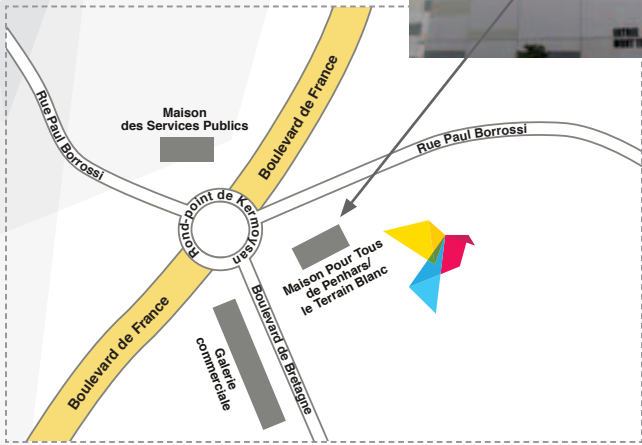 Rue Paul Borrossi
Maison
des Services Publics
Boulevard de France
Rue Paul Borrossi
Rond-point de Kermoysan
Maison Pour Tous
de Penhars/
le Terrain Blanc
Boulevard de France
Galerie
commerciale
Boulevard de Bretagne